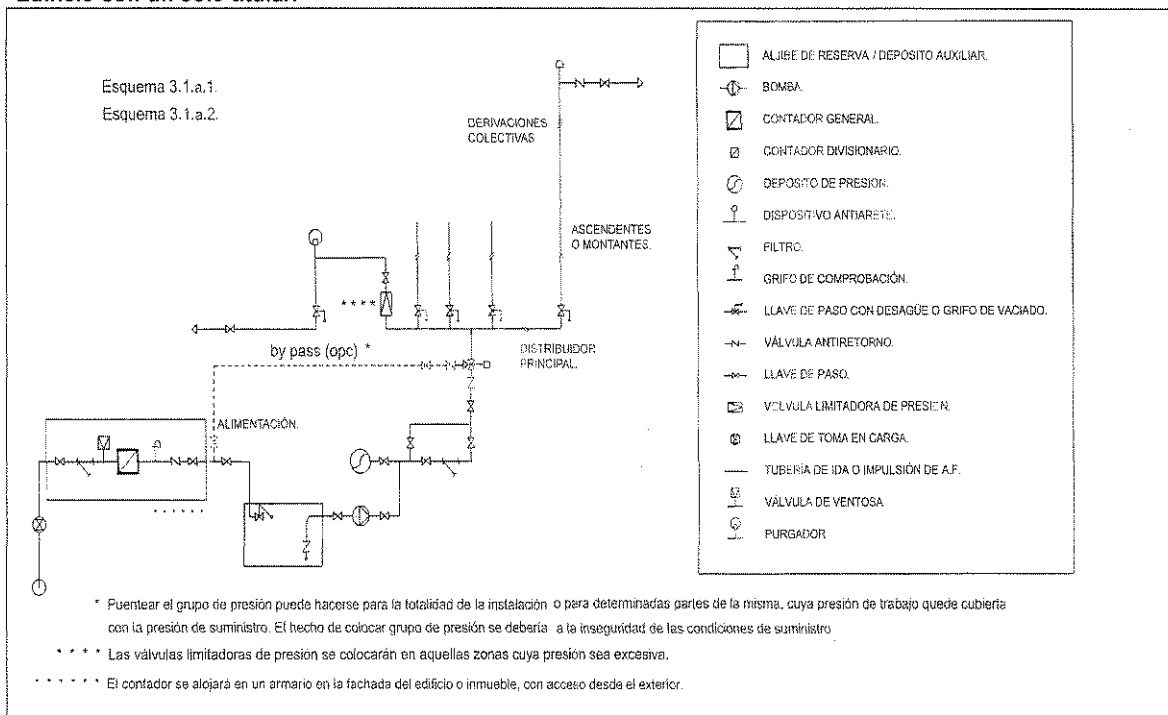 Edificio con un solo titular.
Esquema 3.1.a.1.
Esquema 3.1.a.2.
DERIVACIONES
COLECTIVAS
ASCENDENTES
O MONTANTES.
* * * *
by pass (opc) *
DISTRIBUIDOR
PRINCIPAL.
ALIMENTACIÓN.
* * * * * *
ALJIBE DE RESERVA / DEPOSITO AUXILIAR.
BOMBA.
CONTADOR GENERAL.
CONTADOR DIVISIONARIO.
DEPOSITO DE PRESION.
DISPOSITIVO ANTIARETE.
FILTRO.
GRIFO DE COMPROBACIÓN.
LLAVE DE PASO CON DESAGÜE O GRIFO DE VACIADO.
VÁLVULA ANTIRETORNO.
LLAVE DE PASO.
VELVULA LIMITADORA DE PRESIEN.
LLAVE DE TOMA EN CARGA.
TUBERIA DE IDA O IMPULSIÓN DE A.F.
VÁLVULA DE VENTOSA
PURGADOR
* Puentear el grupo de presión puede hacerse para la totalidad de la instalación o para determinadas partes de la misma, cuya presión de trabajo quede cubierta
con la presión de suministro. El hecho de colocar grupo de presión se debería a la inseguridad de las condiciones de suministro
* * * * Las válvulas limitadoras de presión se colocarán en aquellas zonas cuya presión sea excesiva.
* * * * * * El contador se alojará en un armario en la fachada del edificio o inmueble, con acceso desde el exterior.